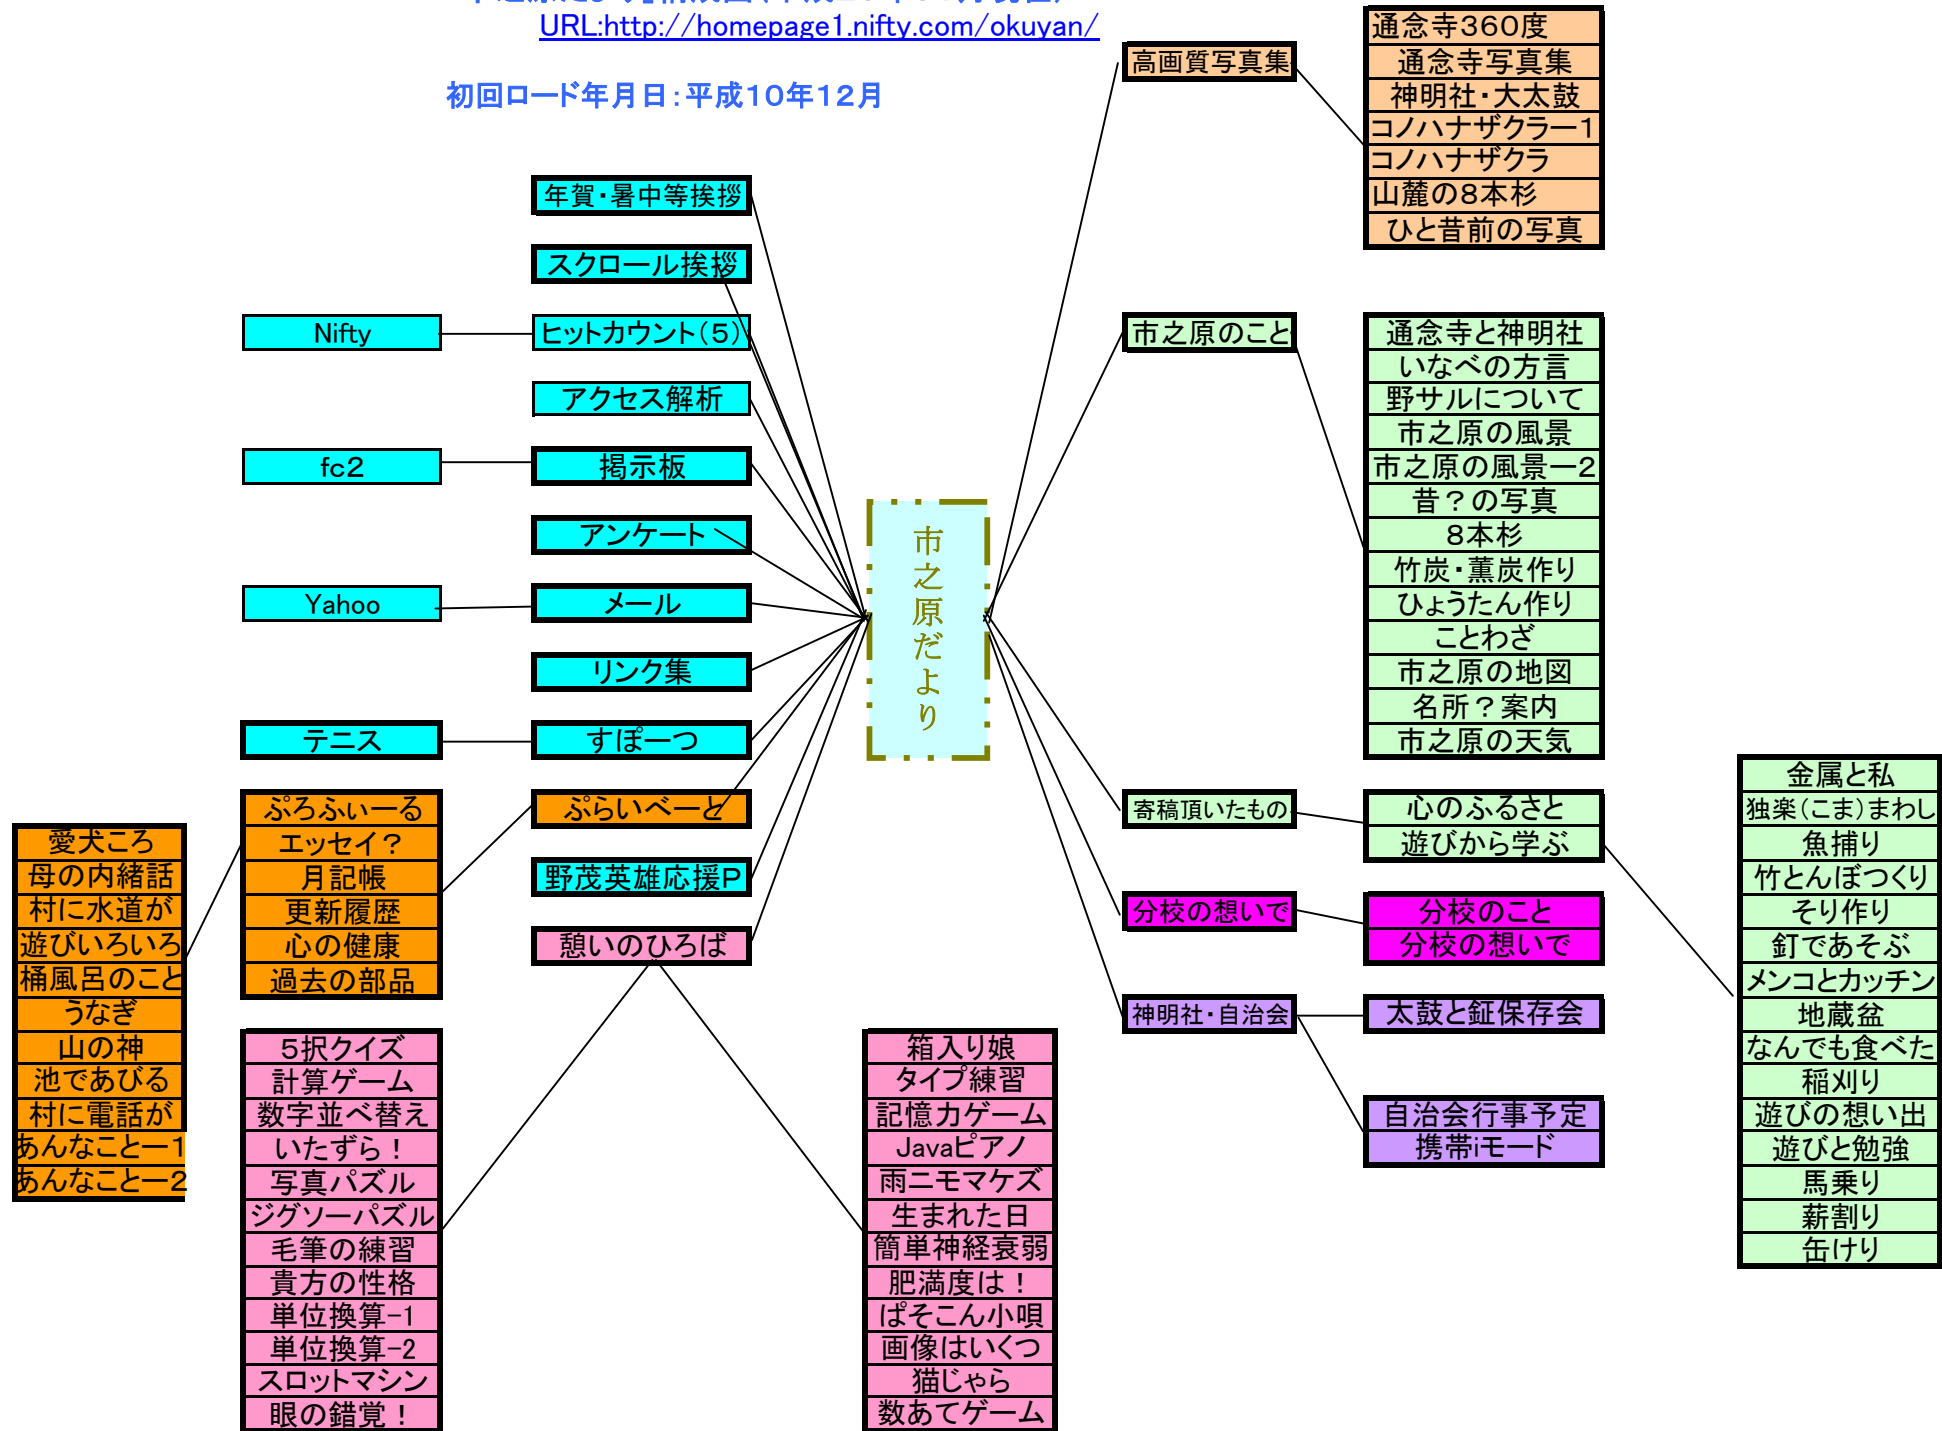 URL:http://homepage1.nifty.com/okuyan/
初回ロード年月日：平成10年12月
年賀・暑中等挨拶
スクロール挨拶
ヒットカウント（5）
Nifty
アクセス解析
掲示板
fc2
アンケート
メール
Yahoo
リンク集
すぽーつ
テニス
ぷらいべーと
ぷろふぃーる
エッセイ？
月記帳
更新履歴
心の健康
過去の部品
愛犬ころ
母の内緒話
村に水道が
遊びいろいろ
桶風呂のこと
うなぎ
山の神
池であびる
村に電話が
あんなことー1
あんなことー2
野茂英雄応援P
憩いのひろば
5択クイズ
計算ゲーム
数字並べ替え
いたずら！
写真パズル
ジグソーパズル
毛筆の練習
貴方の性格
単位換算-1
単位換算-2
スロットマシン
眼の錯覚！
箱入り娘
タイプ練習
記憶力ゲーム
Javaピアノ
雨ニモマケズ
生まれた日
簡単神経衰弱
肥満度は！
ぱそこん小唄
画像はいくつ
猫じゃら
数あてゲーム
市之原だより
高画質写真集
通念寺360度
通念寺写真集
神明社・大太鼓
コノハナザクラー1
コノハナザクラ
山麓の8本杉
ひと昔前の写真
市之原のこと
通念寺と神明社
いなべの方言
野サルについて
市之原の風景
市之原の風景ー2
昔？の写真
8本杉
竹炭・薫炭作り
ひょうたん作り
ことわざ
市之原の地図
名所？案内
市之原の天気
寄稿頂いたもの
心のふるさと
遊びから学ぶ
金属と私
独楽（こま）まわし
魚捕り
竹とんぼつくり
そり作り
釘であそぶ
メンコとカッチン
地蔵盆
なんでも食べた
稲刈り
遊びの想い出
遊びと勉強
馬乗り
薪割り
缶けり
分校の想いで
分校のこと
分校の想いで
神明社・自治会
太鼓と鉦保存会
自治会行事予定
携帯iモード